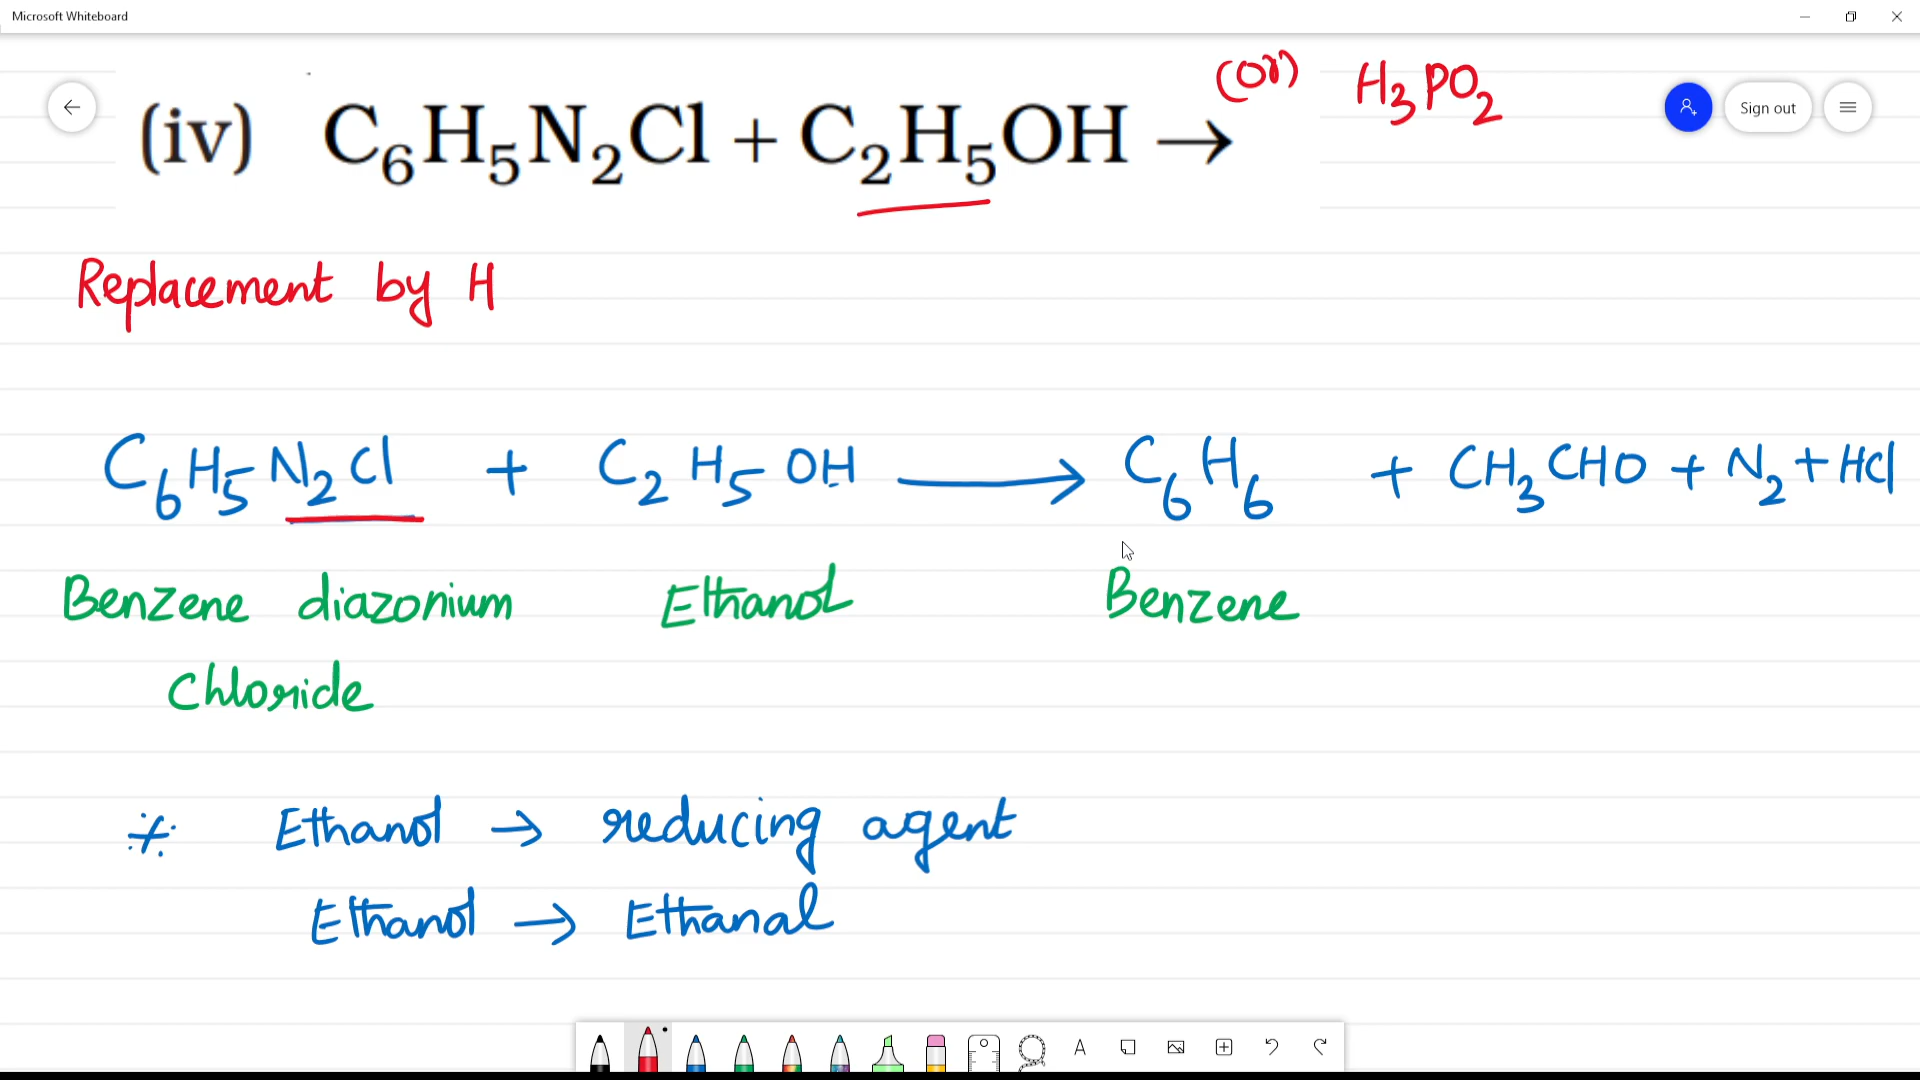 Microsoft Whiteboard
(or) H₃PO₂
Sign out
(iv) C₆H₅N₂Cl + C₂H₅OH →
Replacement by H
C₆H₅N₂Cl + C₂H₅OH ⟶ C₆H₆ + CH₃CHO + N₂ + HCl
Benzene diazonium Ethanol Benzene
Chloride
Ethanol → reducing agent
Ethanol → Ethanal
A